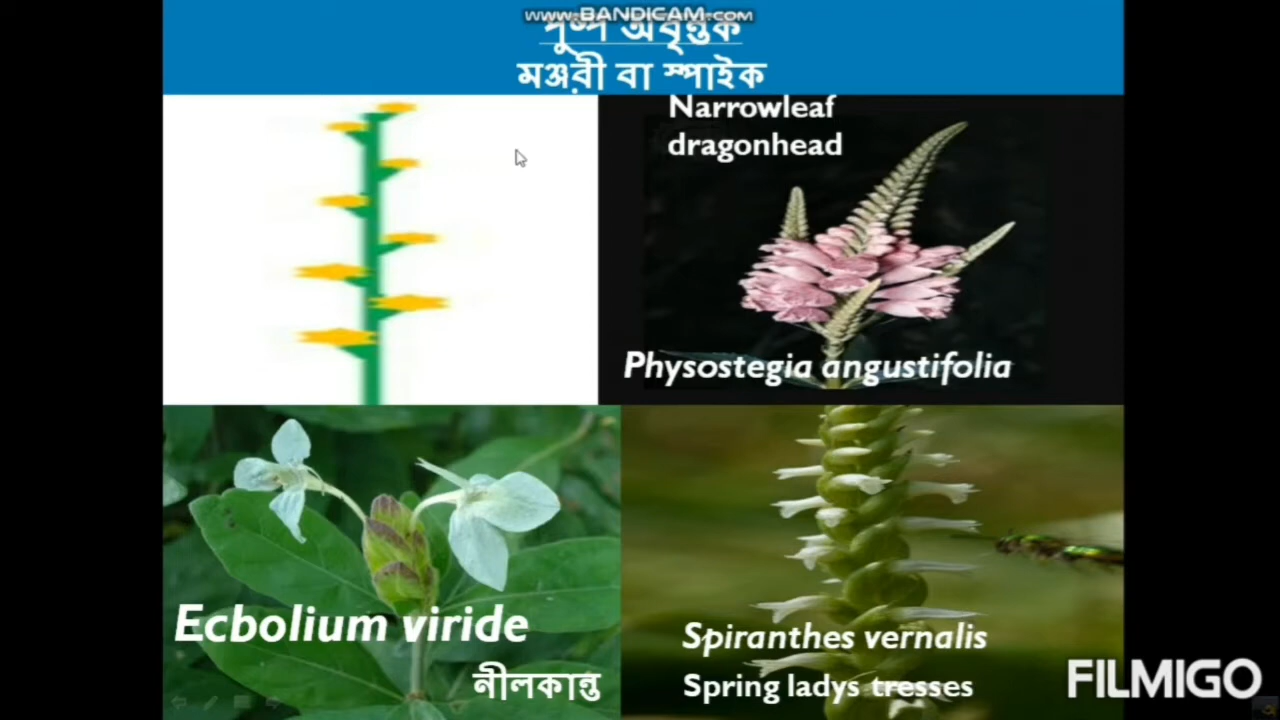 www.BANDICAM.com
পুষ্প অবৃন্তক
মঞ্জরী বা স্পাইক
Narrowleaf
dragonhead
Physostegia angustifolia
Ecbolium viride
নীলকান্ত
Spiranthes vernalis
Spring ladys tresses
FILMIGO